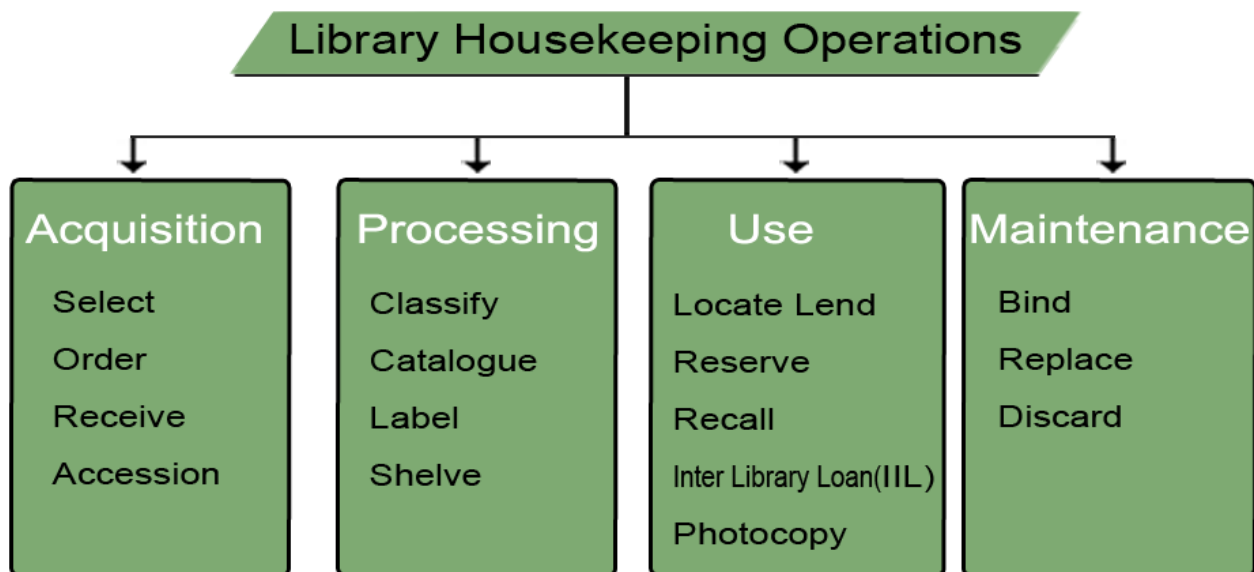 Library Housekeeping Operations
Acquisition
Select
Order
Receive
Accession
Processing
Classify
Catalogue
Label
Shelve
Use
Locate Lend
Reserve
Recall
Inter Library Loan(IIL)
Photocopy
Maintenance
Bind
Replace
Discard